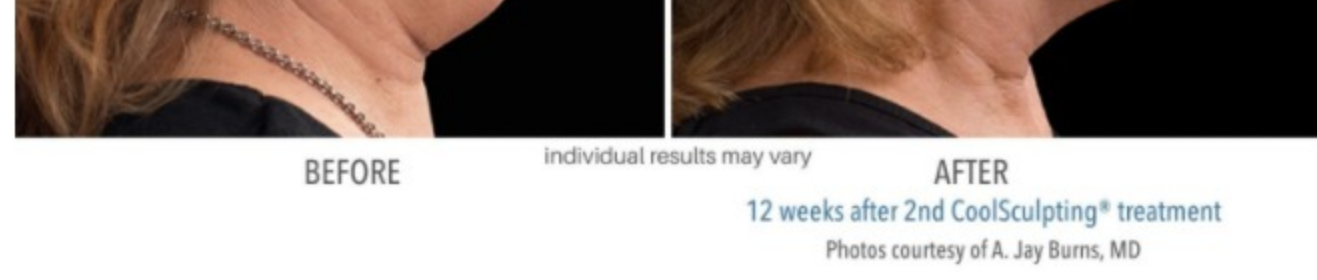 BEFORE
individual results may vary
AFTER
12 weeks after 2nd CoolSculpting® treatment
Photos courtesy of A. Jay Burns, MD